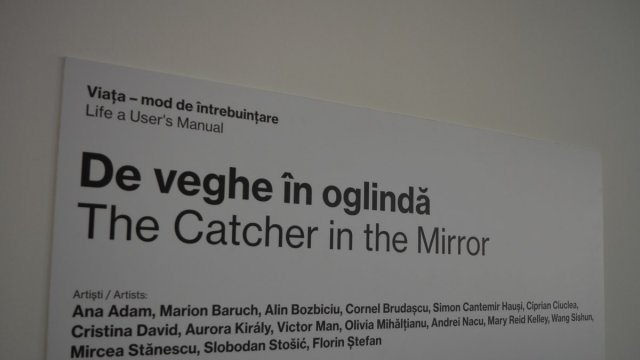 Viața – mod de întrebuințare
Life a User's Manual
De veghe în oglindă
The Catcher in the Mirror
Artiști / Artists:
Ana Adam, Marion Baruch, Alin Bozbiciu, Cornel Brudașcu, Simon Cantemir Hauși, Ciprian Ciuclea,
Cristina David, Aurora Király, Victor Man, Olivia Mihălțianu, Andrei Nacu, Mary Reid Kelley, Wang Sishun,
Mircea Stănescu, Slobodan Stošić, Florin Ștefan